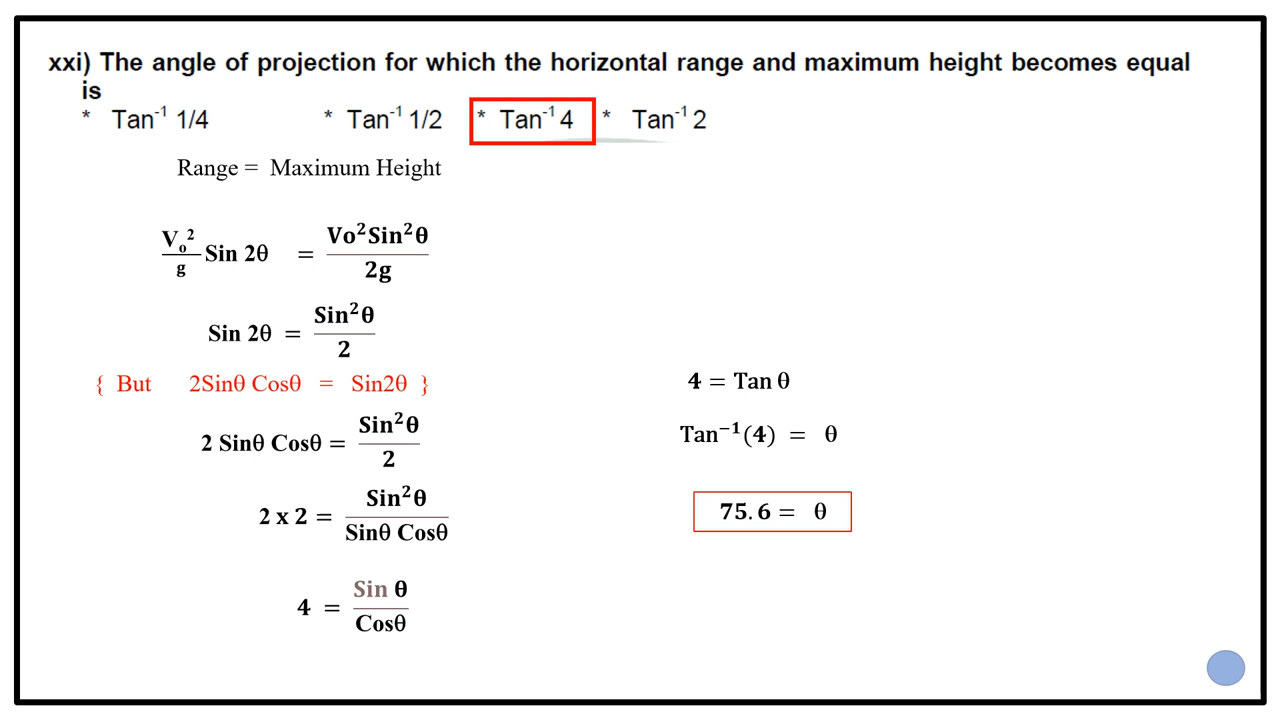 xxi) The angle of projection for which the horizontal range and maximum height becomes equal
is
* Tan⁻¹ 1/4 * Tan⁻¹ 1/2 * Tan⁻¹ 4 * Tan⁻¹ 2
Range = Maximum Height
Vₒ²/g Sin 2θ = Vo²Sin²θ/2g
Sin 2θ = Sin²θ/2
{ But 2Sinθ Cosθ = Sin2θ }
2 Sinθ Cosθ = Sin²θ/2
2 x 2 = Sin²θ/Sinθ Cosθ
4 = Sin θ/Cosθ
4 = Tan θ
Tan⁻¹(4) = θ
75.6 = θ